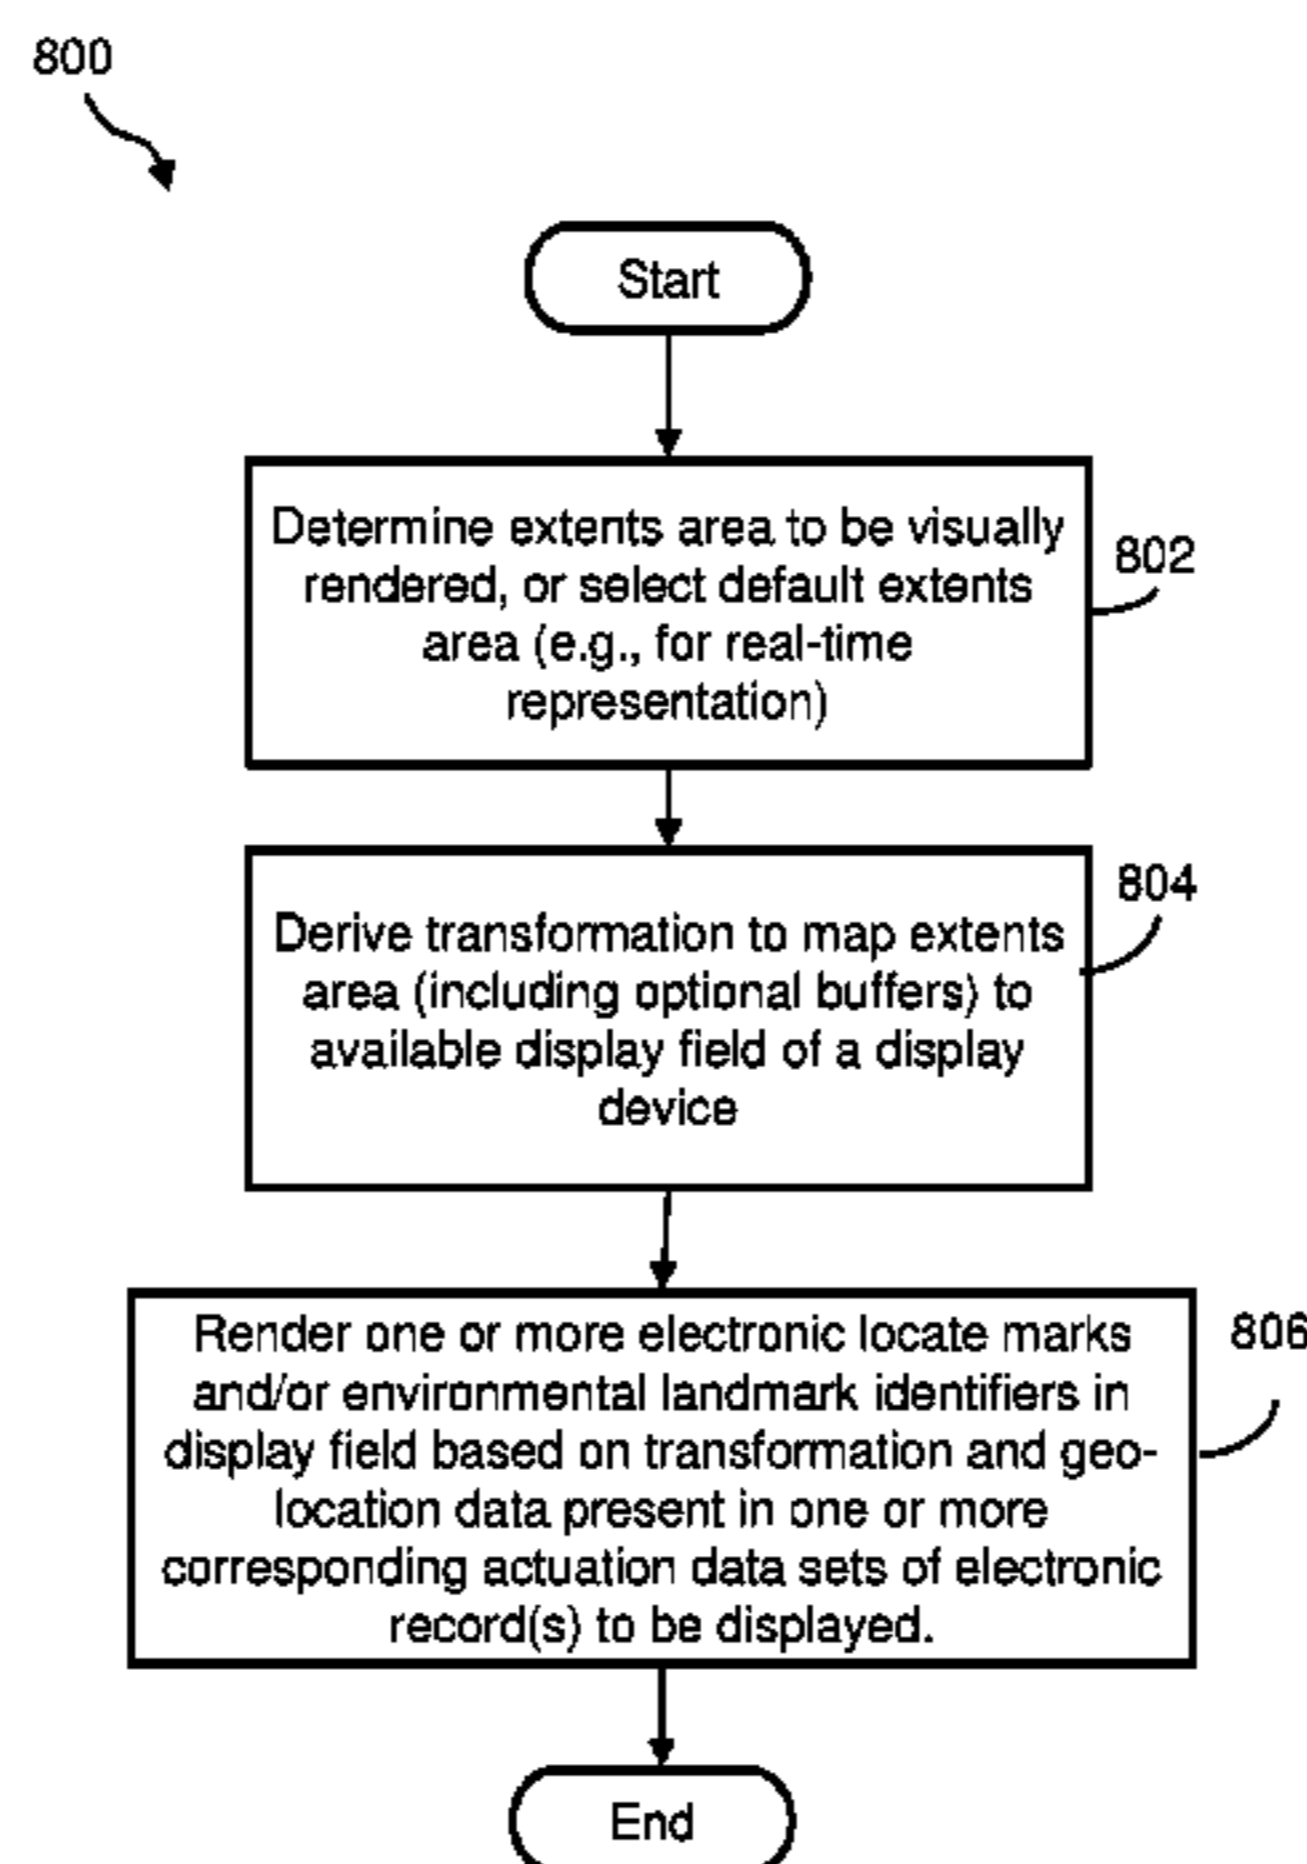 800
Start
Determine extents area to be visually
rendered, or select default extents
area (e.g., for real-time
representation)
802
Derive transformation to map extents
area (including optional buffers) to
available display field of a display
device
804
Render one or more electronic locate marks
and/or environmental landmark identifiers in
display field based on transformation and geo-
location data present in one or more
corresponding actuation data sets of electronic
record(s) to be displayed.
806
End